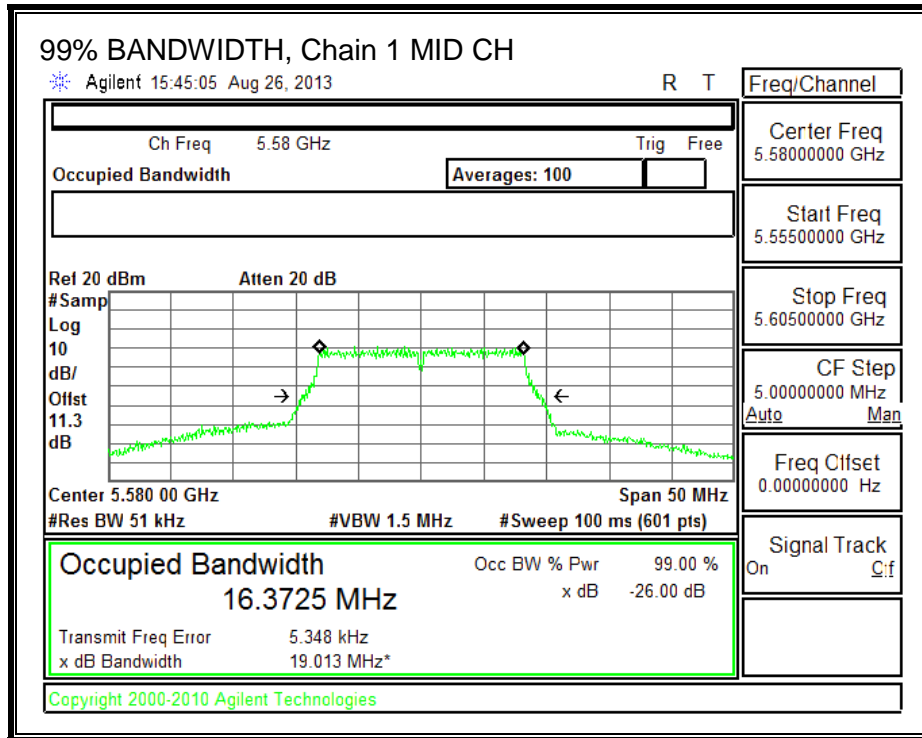 99% BANDWIDTH, Chain 1 MID CH
Agilent 15:45:05 Aug 26, 2013 R T
Freq/Channel
Ch Freq 5.58 GHz Trig Free
Occupied Bandwidth Averages: 100
Center Freq
5.58000000 GHz
Start Freq
5.55500000 GHz
Stop Freq
5.60500000 GHz
CF Step
5.00000000 MHz
Auto Man
Freq Offset
0.00000000 Hz
Signal Track
On Off
Ref 20 dBm Atten 20 dB
#Samp
Log
10
dB/
Offst
11.3
dB
Center 5.580 00 GHz Span 50 MHz
#Res BW 51 kHz #VBW 1.5 MHz #Sweep 100 ms (601 pts)
Occupied Bandwidth Occ BW % Pwr 99.00 %
16.3725 MHz x dB -26.00 dB
Transmit Freq Error 5.348 kHz
x dB Bandwidth 19.013 MHz*
Copyright 2000-2010 Agilent Technologies